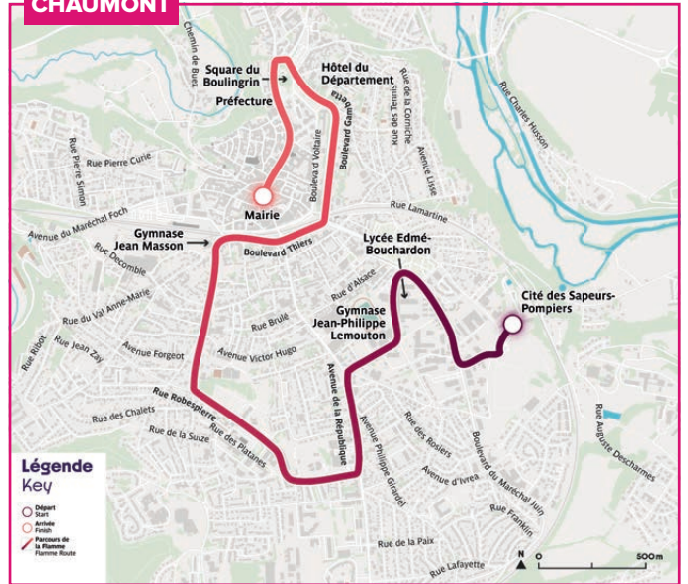 CHAUMONT
Chemin de Buez
Square du
Boulingrin
Préfecture
Hôtel du
Département
Boulevard Gambetta
Boulevard Voltaire
Rue des Tennis
Rue de la Corniche
Avenue Lisse
Rue Charles Husson
Rue Pierre Curie
Rue Pierre Simon
Mairie
Rue Lamartine
Avenue du Maréchal Foch
Gymnase
Jean Masson
Boulevard Thiers
Lycée Edmé-
Bouchardon
Rue Decomble
Rue d'Alsace
Cité des Sapeurs-
Pompiers
Rue du Val Anne-Marie
Gymnase
Jean-Philippe
Lemouton
Rue Brulé
Rue Ribot
Rue Jean Zay
Avenue Forgeot
Avenue Victor Hugo
Rue Robespierre
Avenue de la République
Rue des Chalets
Rue de la Suze
Rue des Platanes
Avenue Philippe Girardel
Rue des Rosiers
Avenue d'Ivrea
Boulevard du Maréchal Juin
Rue Auguste Descharmes
Rue Franklin
Rue de la Paix
Rue Lafayette
Légende
Key
Départ
Start
Arrivée
Finish
Parcours de
la Flamme
Flamme Route
N
0
500 m